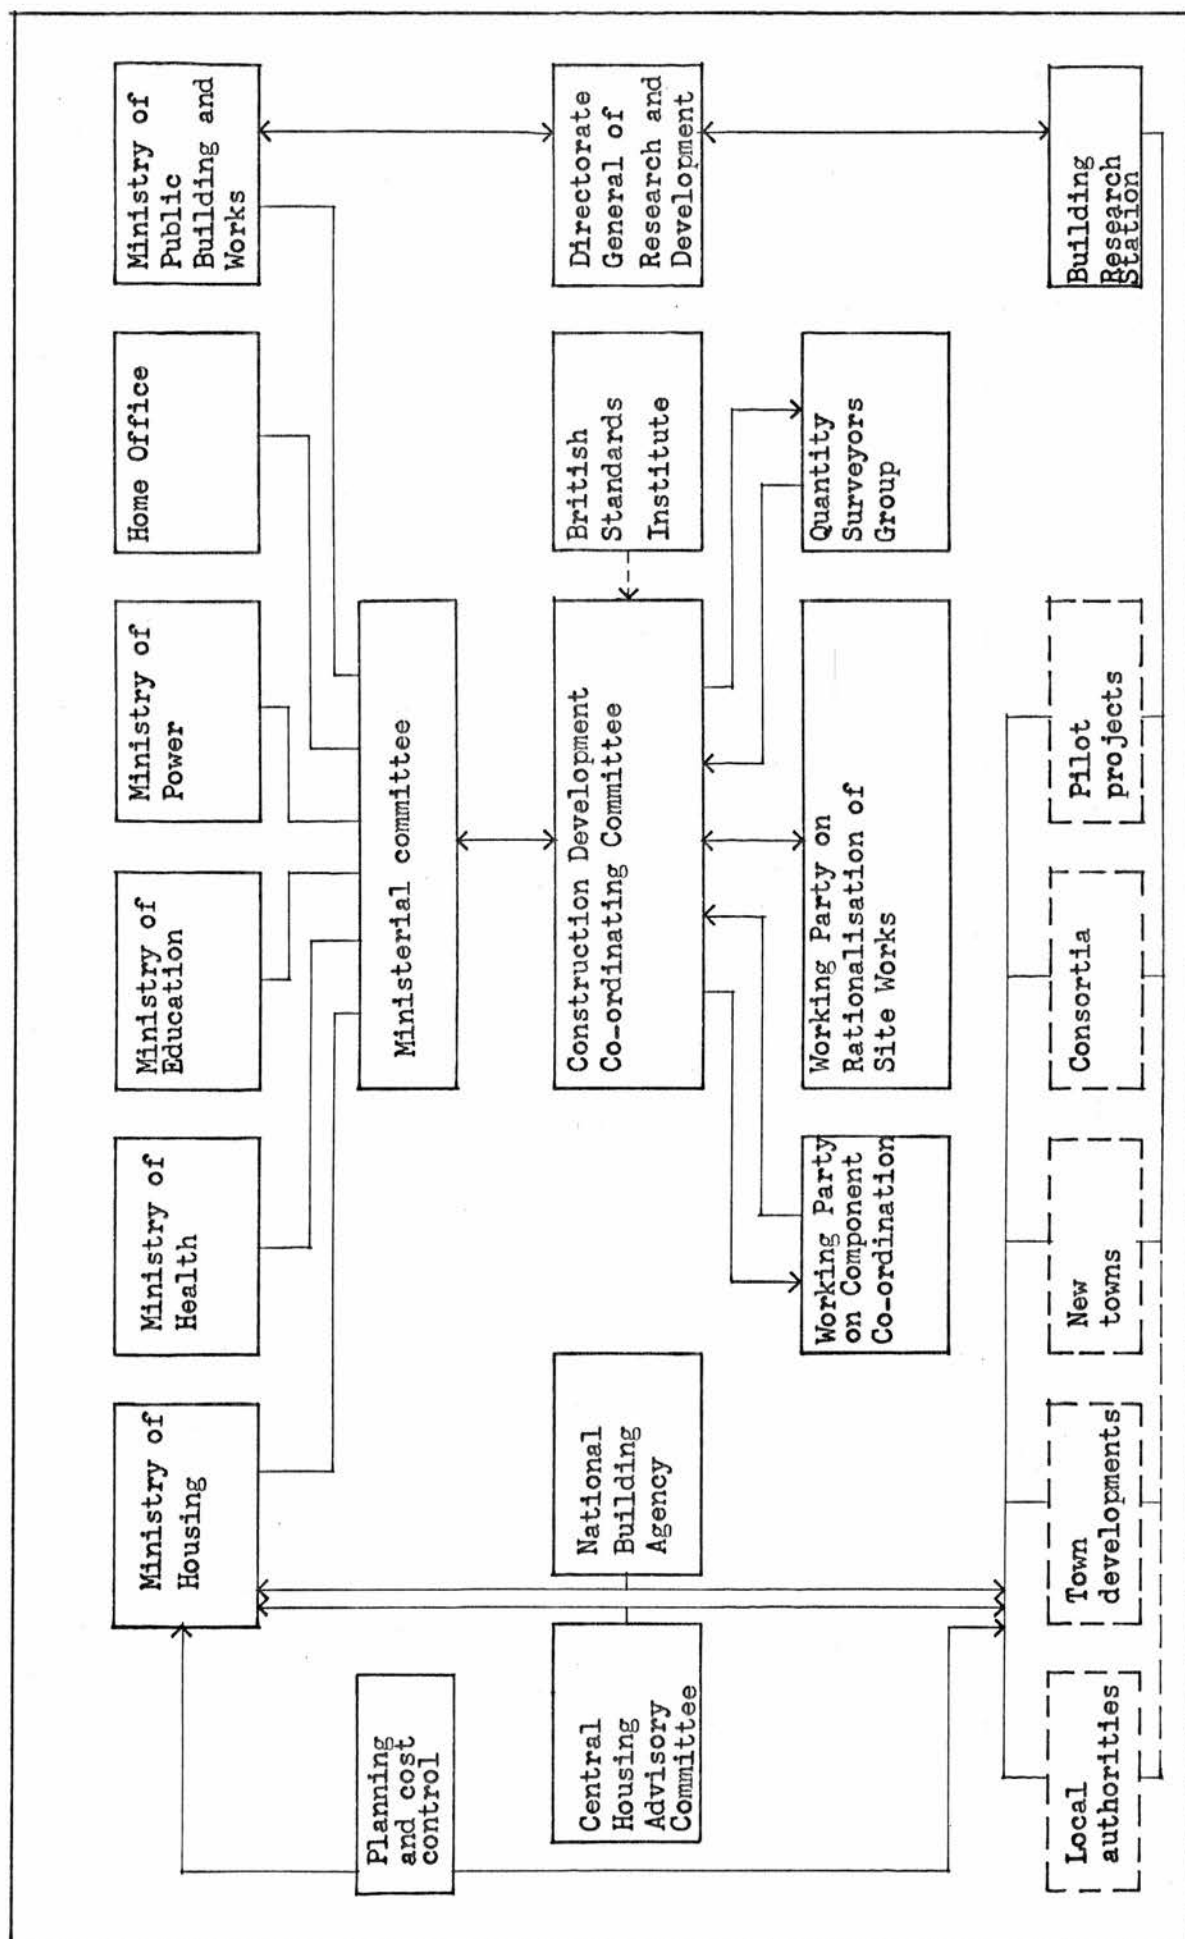 Ministry of
Housing
Ministry of
Health
Ministry of
Education
Ministry of
Power
Home Office
Ministry of
Public
Building and
Works
Planning
and cost
control
Ministerial committee
Central
Housing
Advisory
Committee
National
Building
Agency
Construction Development
Co-ordinating Committee
British
Standards
Institute
Directorate
General of
Research and
Development
Working Party
on Component
Co-ordination
Working Party on
Rationalisation of
Site Works
Quantity
Surveyors
Group
Local
authorities
Town
developments
New
towns
Consortia
Pilot
projects
Building
Research
Station